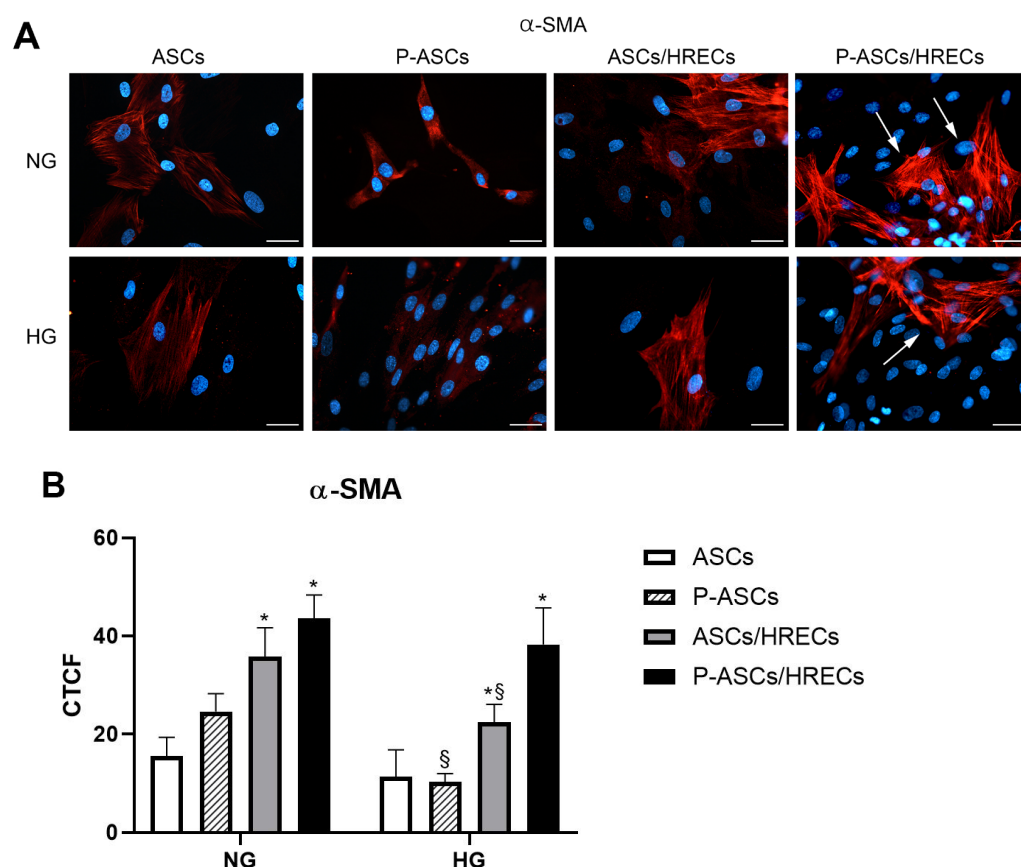 A
α-SMA
ASCs P-ASCs ASCs/HRECs P-ASCs/HRECs
NG
HG
B
α-SMA
60
40
20
0
CTCF
*
*
§
*§
*
NG HG
ASCs
P-ASCs
ASCs/HRECs
P-ASCs/HRECs